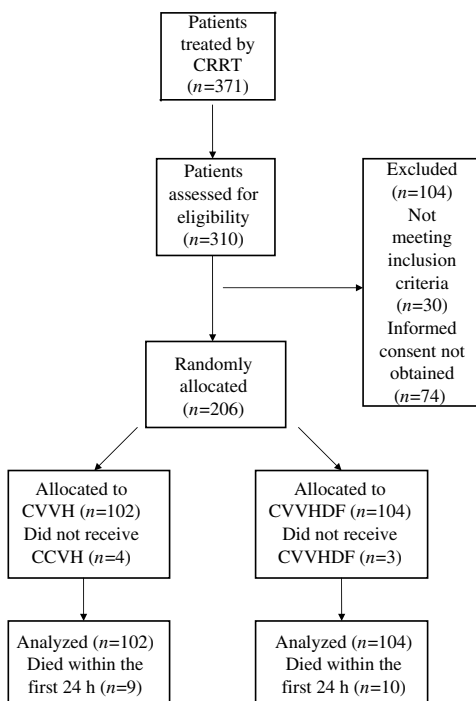 Patients
treated by
CRRT
(n=371)
Patients
assessed for
eligibility
(n=310)
Excluded
(n=104)
Not
meeting
inclusion
criteria
(n=30)
Informed
consent not
obtained
(n=74)
Randomly
allocated
(n=206)
Allocated to
CVVH (n=102)
Did not receive
CCVH (n=4)
Allocated to
CVVHDF (n=104)
Did not receive
CVVHDF (n=3)
Analyzed (n=102)
Died within the
first 24 h (n=9)
Analyzed (n=104)
Died within the
first 24 h (n=10)